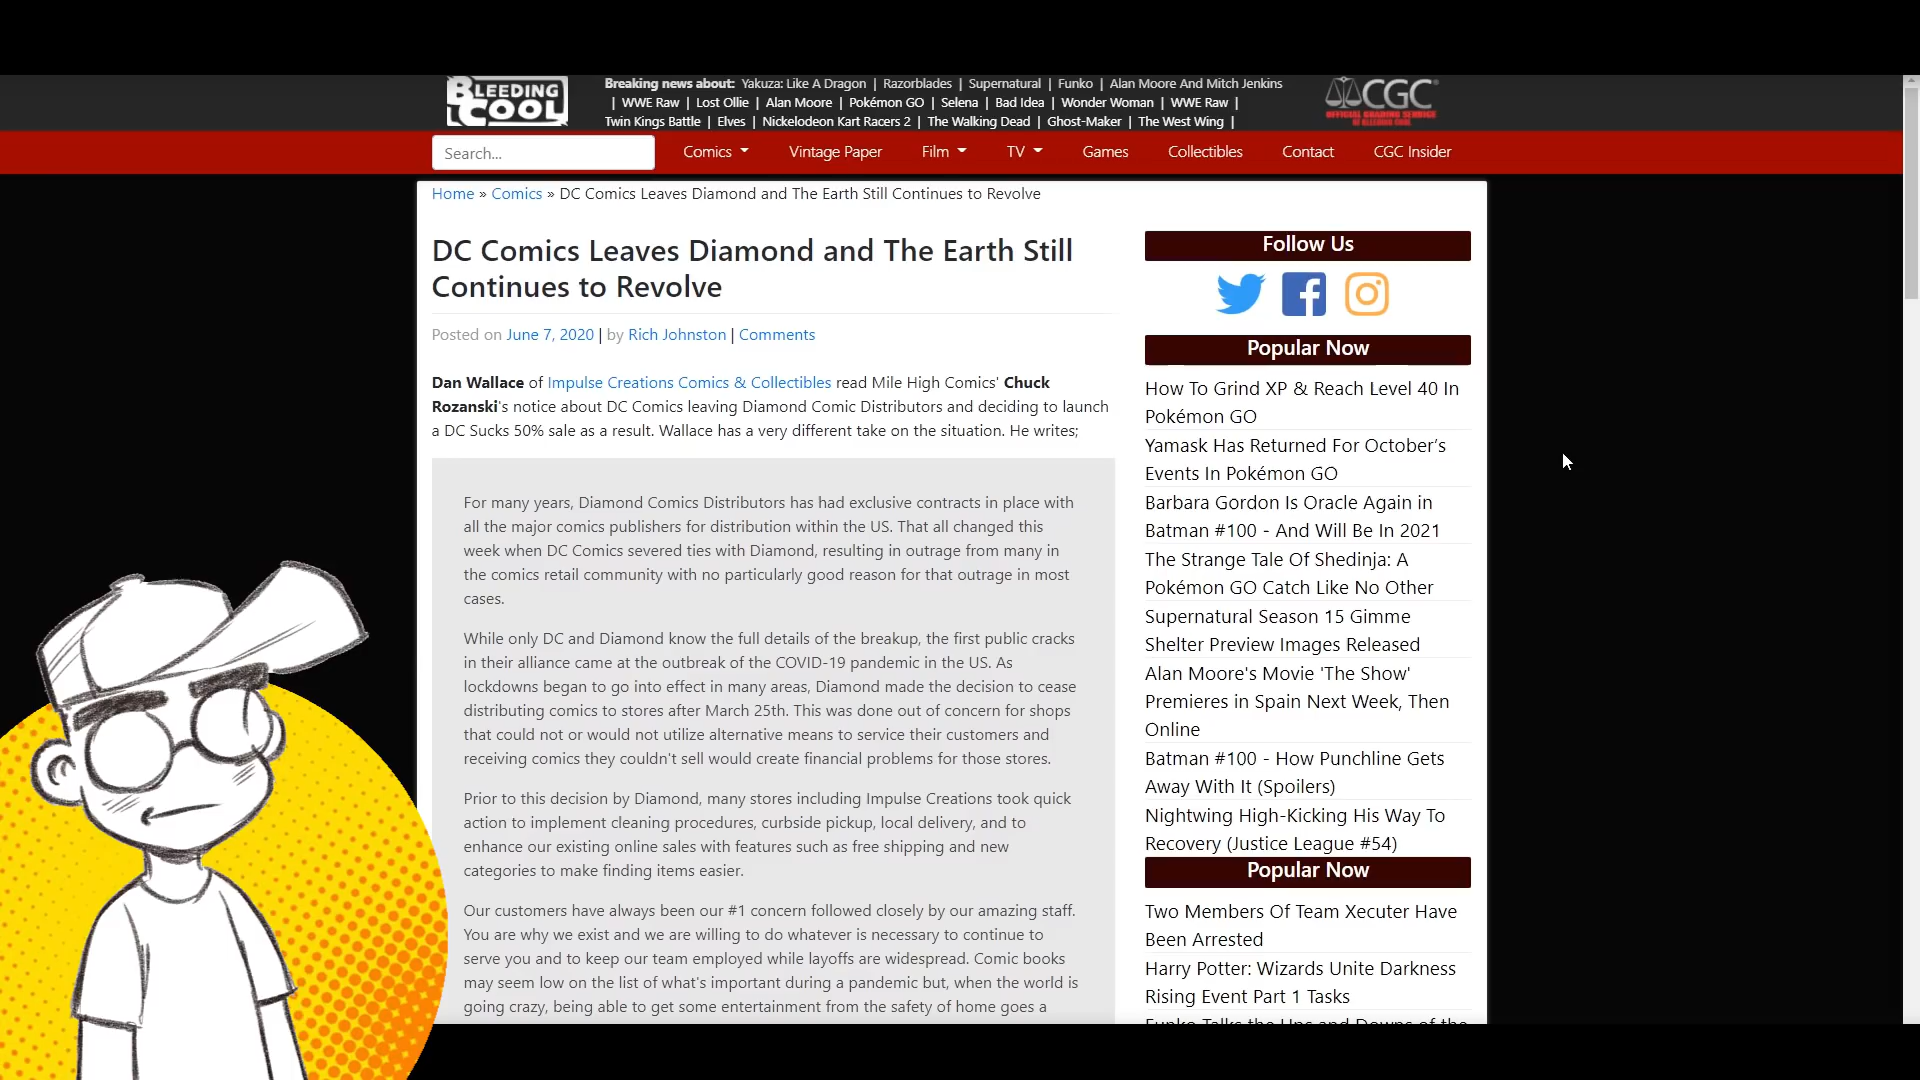 BLEEDING COOL
Breaking news about: Yakuza: Like A Dragon | Razorblades | Supernatural | Funko | Alan Moore And Mitch Jenkins
| WWE Raw | Lost Ollie | Alan Moore | Pokémon GO | Selena | Bad Idea | Wonder Woman | WWE Raw |
Twin Kings Battle | Elves | Nickelodeon Kart Racers 2 | The Walking Dead | Ghost-Maker | The West Wing |
CGC
OFFICIAL GRADING SERVICE
OF BLEEDING COOL
Search...
Comics
Vintage Paper
Film
TV
Games
Collectibles
Contact
CGC Insider
Home » Comics » DC Comics Leaves Diamond and The Earth Still Continues to Revolve
DC Comics Leaves Diamond and The Earth Still
Continues to Revolve
Posted on June 7, 2020 | by Rich Johnston | Comments
Dan Wallace of Impulse Creations Comics & Collectibles read Mile High Comics' Chuck
Rozanski's notice about DC Comics leaving Diamond Comic Distributors and deciding to launch
a DC Sucks 50% sale as a result. Wallace has a very different take on the situation. He writes;
For many years, Diamond Comics Distributors has had exclusive contracts in place with
all the major comics publishers for distribution within the US. That all changed this
week when DC Comics severed ties with Diamond, resulting in outrage from many in
the comics retail community with no particularly good reason for that outrage in most
cases.
While only DC and Diamond know the full details of the breakup, the first public cracks
in their alliance came at the outbreak of the COVID-19 pandemic in the US. As
lockdowns began to go into effect in many areas, Diamond made the decision to cease
distributing comics to stores after March 25th. This was done out of concern for shops
that could not or would not utilize alternative means to service their customers and
receiving comics they couldn't sell would create financial problems for those stores.
Prior to this decision by Diamond, many stores including Impulse Creations took quick
action to implement cleaning procedures, curbside pickup, local delivery, and to
enhance our existing online sales with features such as free shipping and new
categories to make finding items easier.
Our customers have always been our #1 concern followed closely by our amazing staff.
You are why we exist and we are willing to do whatever is necessary to continue to
serve you and to keep our team employed while layoffs are widespread. Comic books
may seem low on the list of what's important during a pandemic but, when the world is
going crazy, being able to get some entertainment from the safety of home goes a
Follow Us
Popular Now
How To Grind XP & Reach Level 40 In
Pokémon GO
Yamask Has Returned For October's
Events In Pokémon GO
Barbara Gordon Is Oracle Again in
Batman #100 - And Will Be In 2021
The Strange Tale Of Shedinja: A
Pokémon GO Catch Like No Other
Supernatural Season 15 Gimme
Shelter Preview Images Released
Alan Moore's Movie 'The Show'
Premieres in Spain Next Week, Then
Online
Batman #100 - How Punchline Gets
Away With It (Spoilers)
Nightwing High-Kicking His Way To
Recovery (Justice League #54)
Popular Now
Two Members Of Team Xecuter Have
Been Arrested
Harry Potter: Wizards Unite Darkness
Rising Event Part 1 Tasks
Funko Talks the Ups and Downs of the